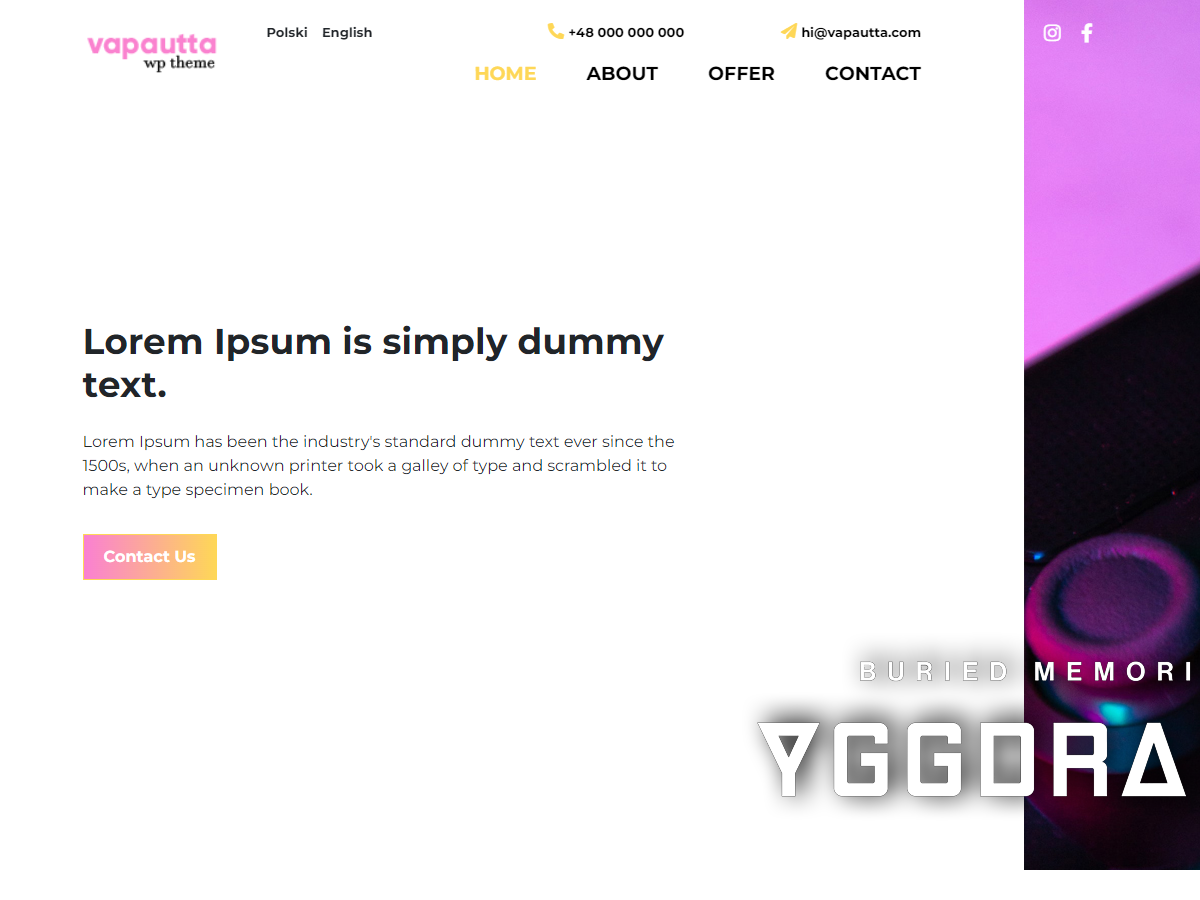 vapautta
wp theme
Polski English
+48 000 000 000
hi@vapautta.com
HOME ABOUT OFFER CONTACT
Lorem Ipsum is simply dummy
text.
Lorem Ipsum has been the industry's standard dummy text ever since the
1500s, when an unknown printer took a galley of type and scrambled it to
make a type specimen book.
Contact Us
BURIED MEMORI
YGGDRA